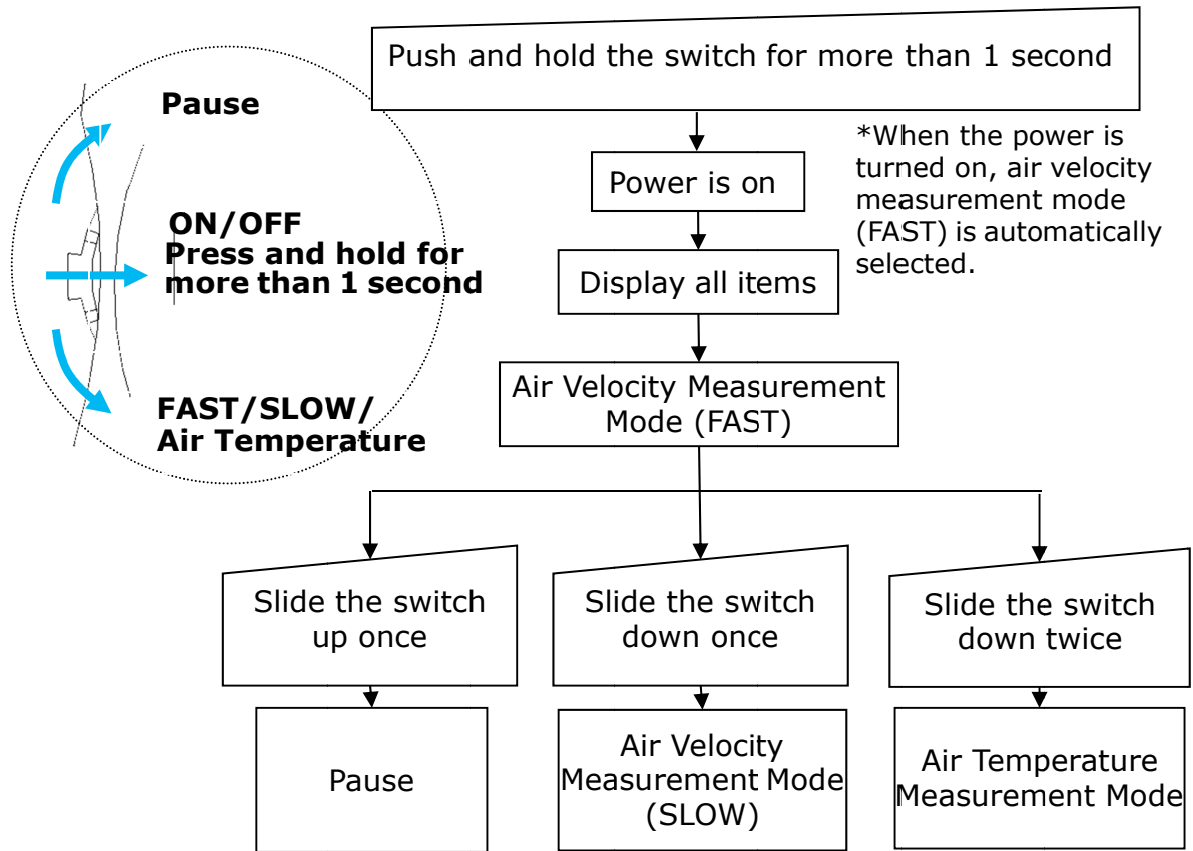 Pause
ON/OFF
Press and hold for
more than 1 second
FAST/SLOW/
Air Temperature
Push and hold the switch for more than 1 second
*When the power is
turned on, air velocity
measurement mode
(FAST) is automatically
selected.
Power is on
Display all items
Air Velocity Measurement
Mode (FAST)
Slide the switch
up once
Slide the switch
down once
Slide the switch
down twice
Pause
Air Velocity
Measurement Mode
(SLOW)
Air Temperature
Measurement Mode